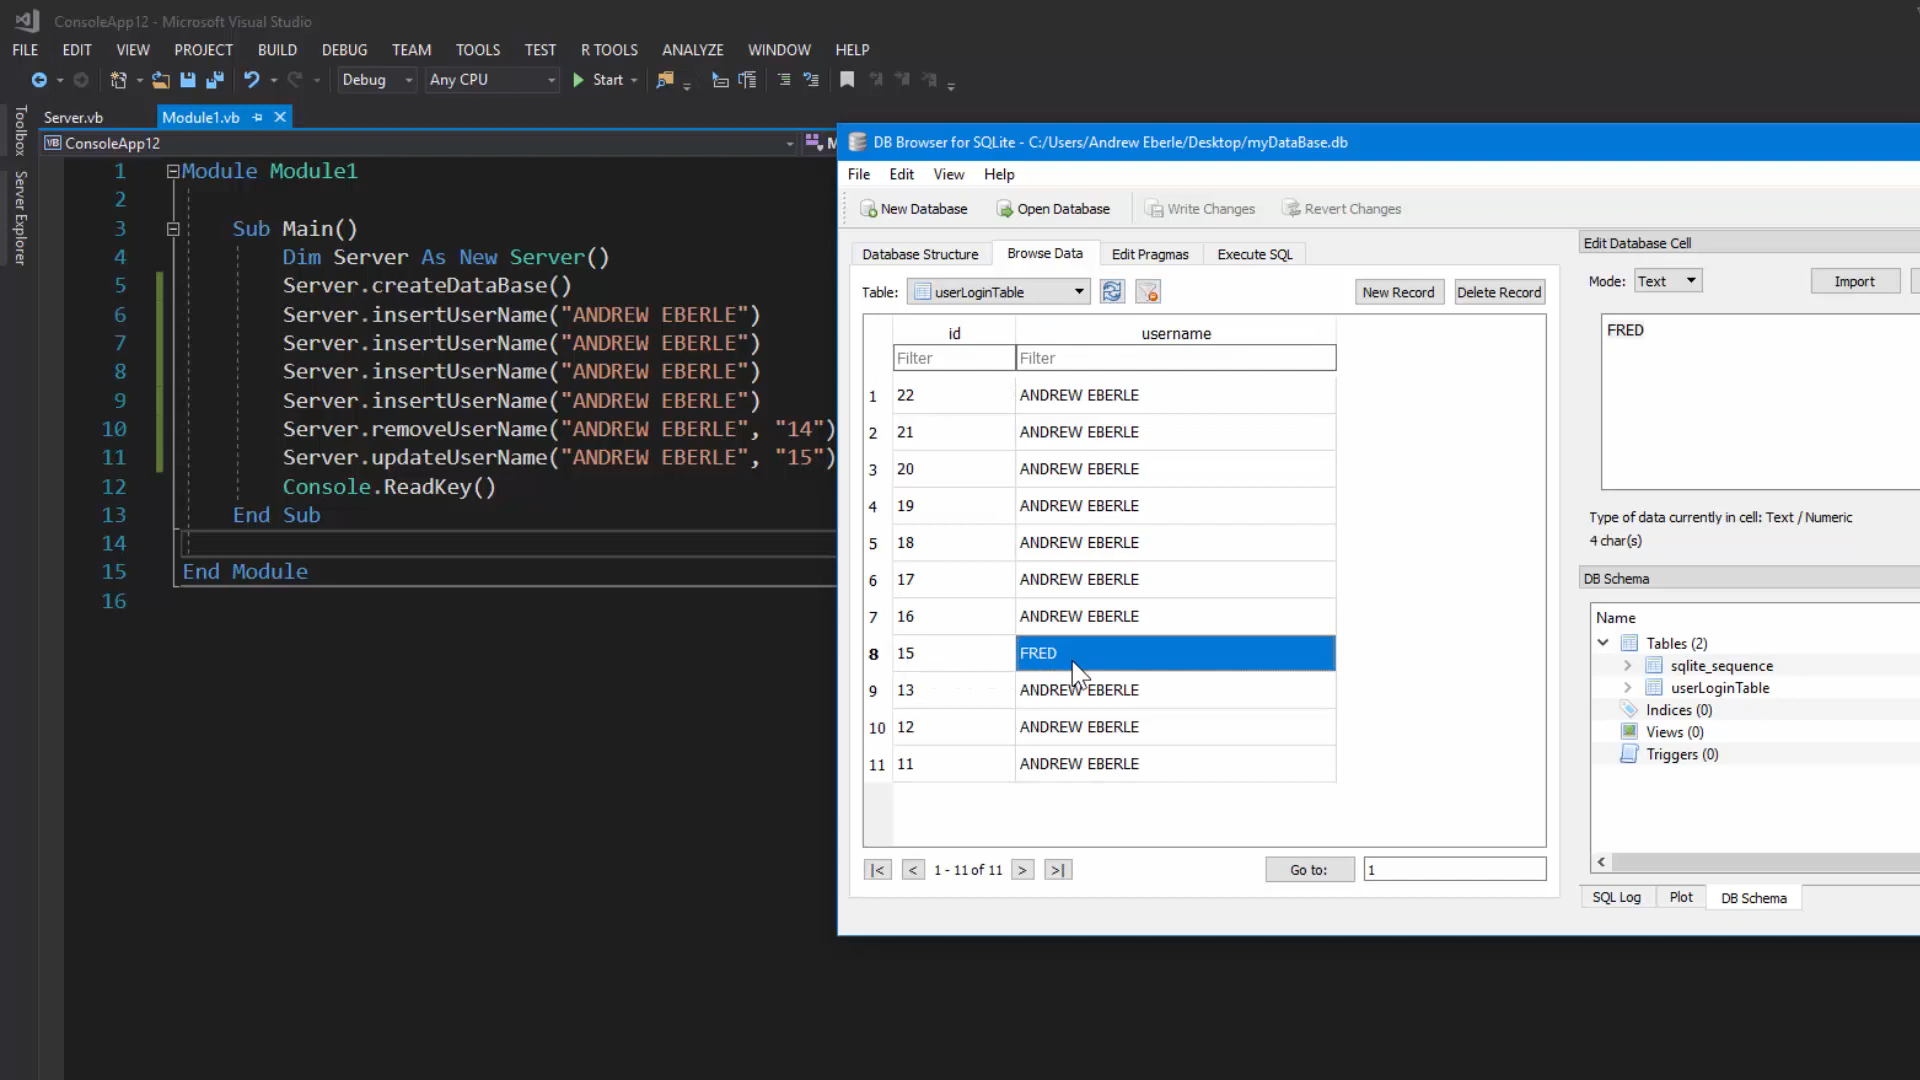 ConsoleApp12 - Microsoft Visual Studio
FILE EDIT VIEW PROJECT BUILD DEBUG TEAM TOOLS TEST R TOOLS ANALYZE WINDOW HELP
Debug Any CPU Start
Toolbox
Server Explorer
Server.vb Module1.vb
VB ConsoleApp12 M
1 Module Module1
2
3 Sub Main()
4 Dim Server As New Server()
5 Server.createDataBase()
6 Server.insertUserName("ANDREW EBERLE")
7 Server.insertUserName("ANDREW EBERLE")
8 Server.insertUserName("ANDREW EBERLE")
9 Server.insertUserName("ANDREW EBERLE")
10 Server.removeUserName("ANDREW EBERLE", "14")
11 Server.updateUserName("ANDREW EBERLE", "15")
12 Console.ReadKey()
13 End Sub
14
15 End Module
16
DB Browser for SQLite - C:/Users/Andrew Eberle/Desktop/myDataBase.db
File Edit View Help
New Database Open Database Write Changes Revert Changes
Database Structure Browse Data Edit Pragmas Execute SQL
Table: userLoginTable New Record Delete Record
id username
Filter Filter
1 22 ANDREW EBERLE
2 21 ANDREW EBERLE
3 20 ANDREW EBERLE
4 19 ANDREW EBERLE
5 18 ANDREW EBERLE
6 17 ANDREW EBERLE
7 16 ANDREW EBERLE
8 15 FRED
9 13 ANDREW EBERLE
10 12 ANDREW EBERLE
11 11 ANDREW EBERLE
|< < 1 - 11 of 11 > >| Go to: 1
Edit Database Cell
Mode: Text Import
FRED
Type of data currently in cell: Text / Numeric
4 char(s)
DB Schema
Name
Tables (2)
sqlite_sequence
userLoginTable
Indices (0)
Views (0)
Triggers (0)
SQL Log Plot DB Schema